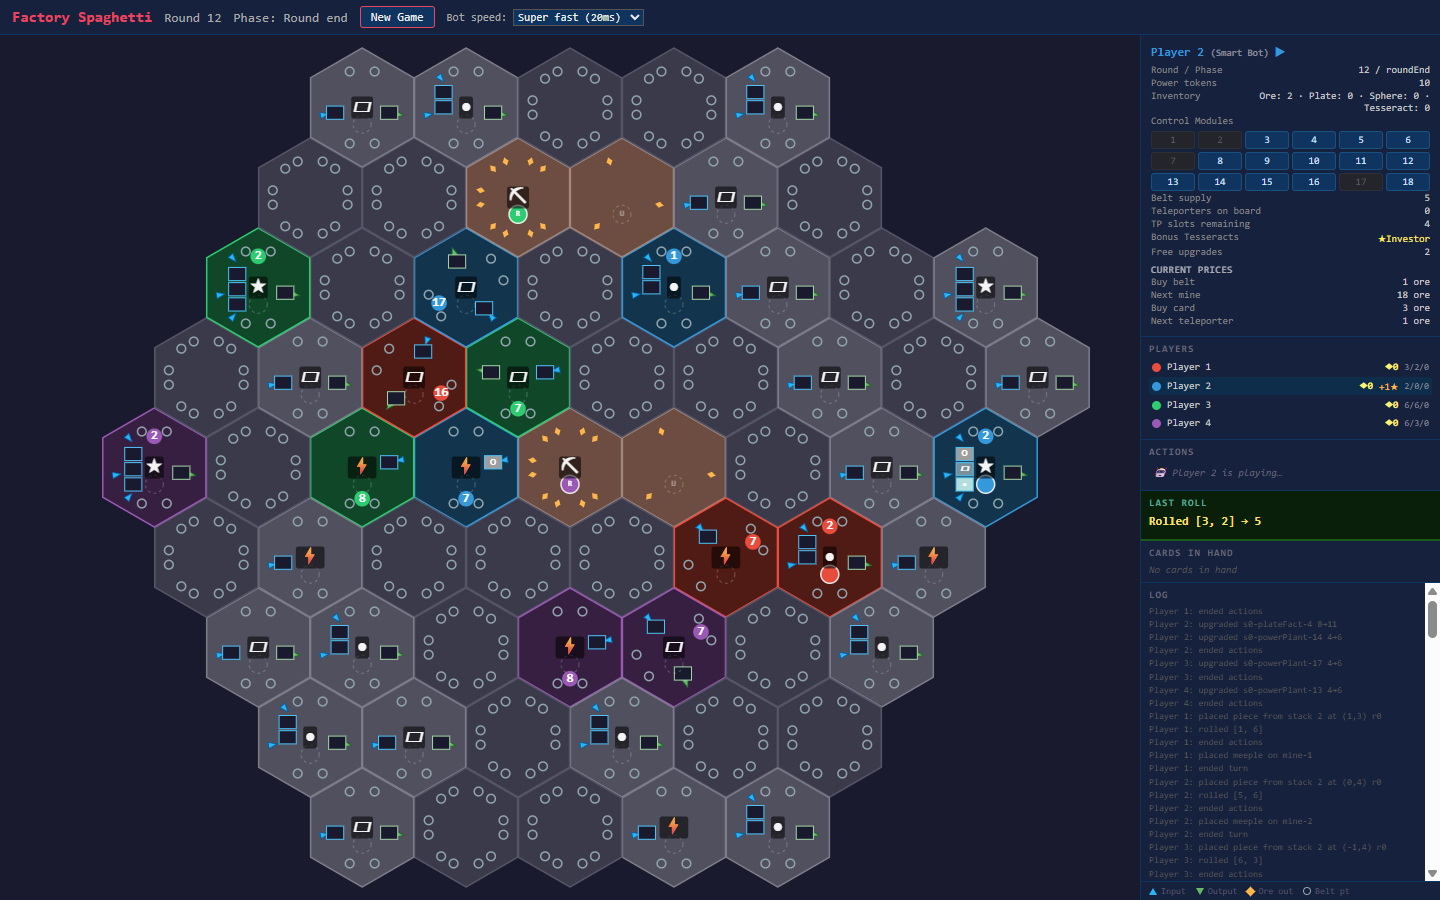 Factory Spaghetti Round 12 Phase: Round end New Game Bot speed: Super fast (20ms)
2
17
1
16
7
2
8
7
R
U
R
U
O
2
O
7
2
8
7
Player 2 (Smart Bot) ▶
Round / Phase 12 / roundEnd
Power tokens 10
Inventory Ore: 2 · Plate: 0 · Sphere: 0 ·
Tesseract: 0
Control Modules
1 2 3 4 5 6
7 8 9 10 11 12
13 14 15 16 17 18
Belt supply 5
Teleporters on board 0
TP slots remaining 4
Bonus Tesseracts ★Investor
Free upgrades 2
CURRENT PRICES
Buy belt 1 ore
Next mine 18 ore
Buy card 3 ore
Next teleporter 1 ore
PLAYERS
Player 1 ◆0 3/2/0
Player 2 ◆0 +1★ 2/0/0
Player 3 ◆0 6/6/0
Player 4 ◆0 6/3/0
ACTIONS
Player 2 is playing…
LAST ROLL
Rolled [3, 2] → 5
CARDS IN HAND
No cards in hand
LOG
Player 1: ended actions
Player 2: upgraded s0-plateFact-4 8→11
Player 2: upgraded s0-powerPlant-14 4→6
Player 2: ended actions
Player 3: upgraded s0-powerPlant-17 4→6
Player 3: ended actions
Player 4: upgraded s0-powerPlant-13 4→6
Player 4: ended actions
Player 1: placed piece from stack 2 at (1,3) r0
Player 1: rolled [1, 6]
Player 1: ended actions
Player 1: placed meeple on mine-1
Player 1: ended turn
Player 2: placed piece from stack 2 at (0,4) r0
Player 2: rolled [5, 6]
Player 2: ended actions
Player 2: placed meeple on mine-2
Player 2: ended turn
Player 3: placed piece from stack 2 at (-1,4) r0
Player 3: rolled [6, 3]
Player 3: ended actions
Input Output Ore out Belt pt